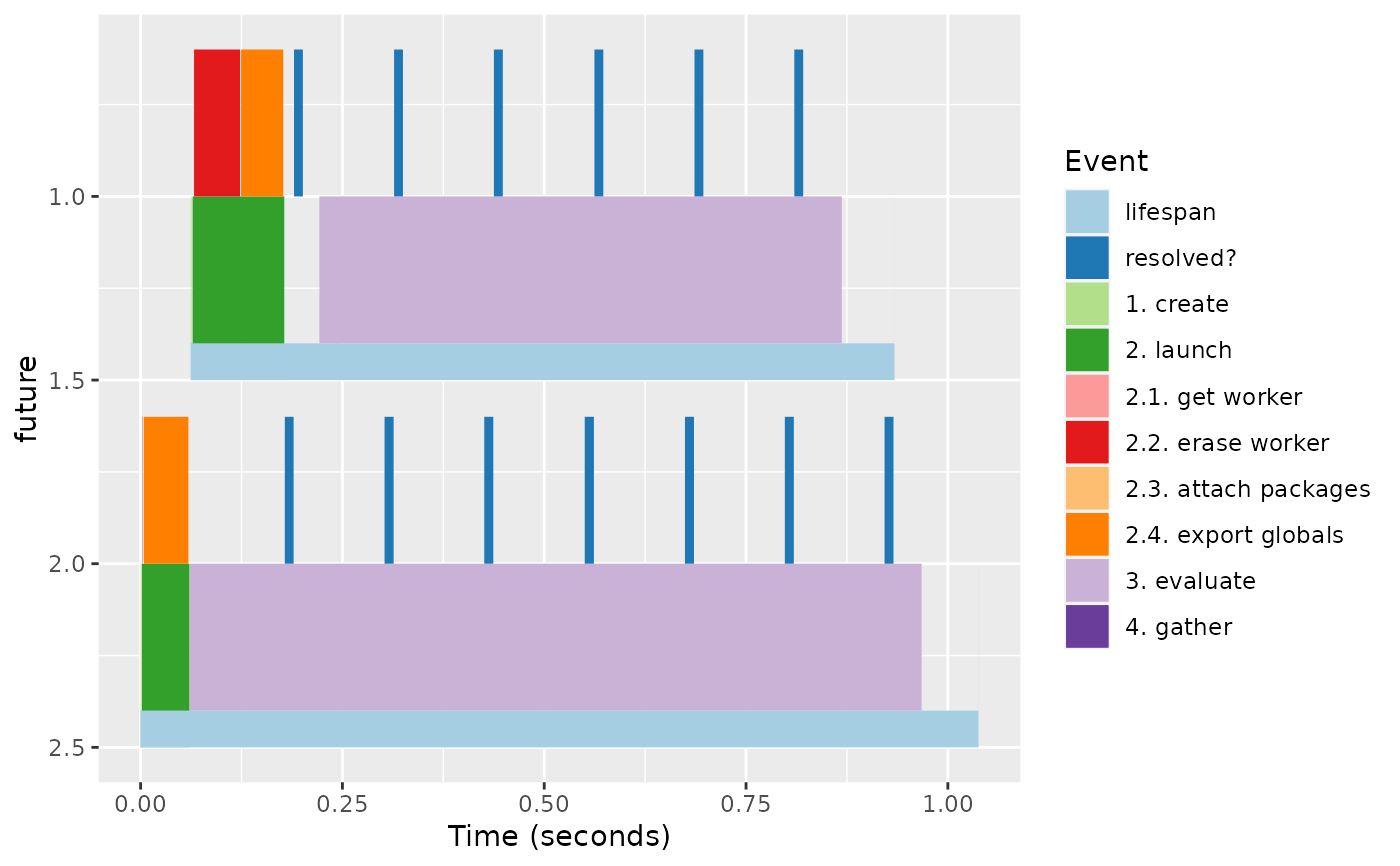 1.0
1.5
2.0
2.5
future
0.00
0.25
0.50
0.75
1.00
Time (seconds)
Event
lifespan
resolved?
1. create
2. launch
2.1. get worker
2.2. erase worker
2.3. attach packages
2.4. export globals
3. evaluate
4. gather